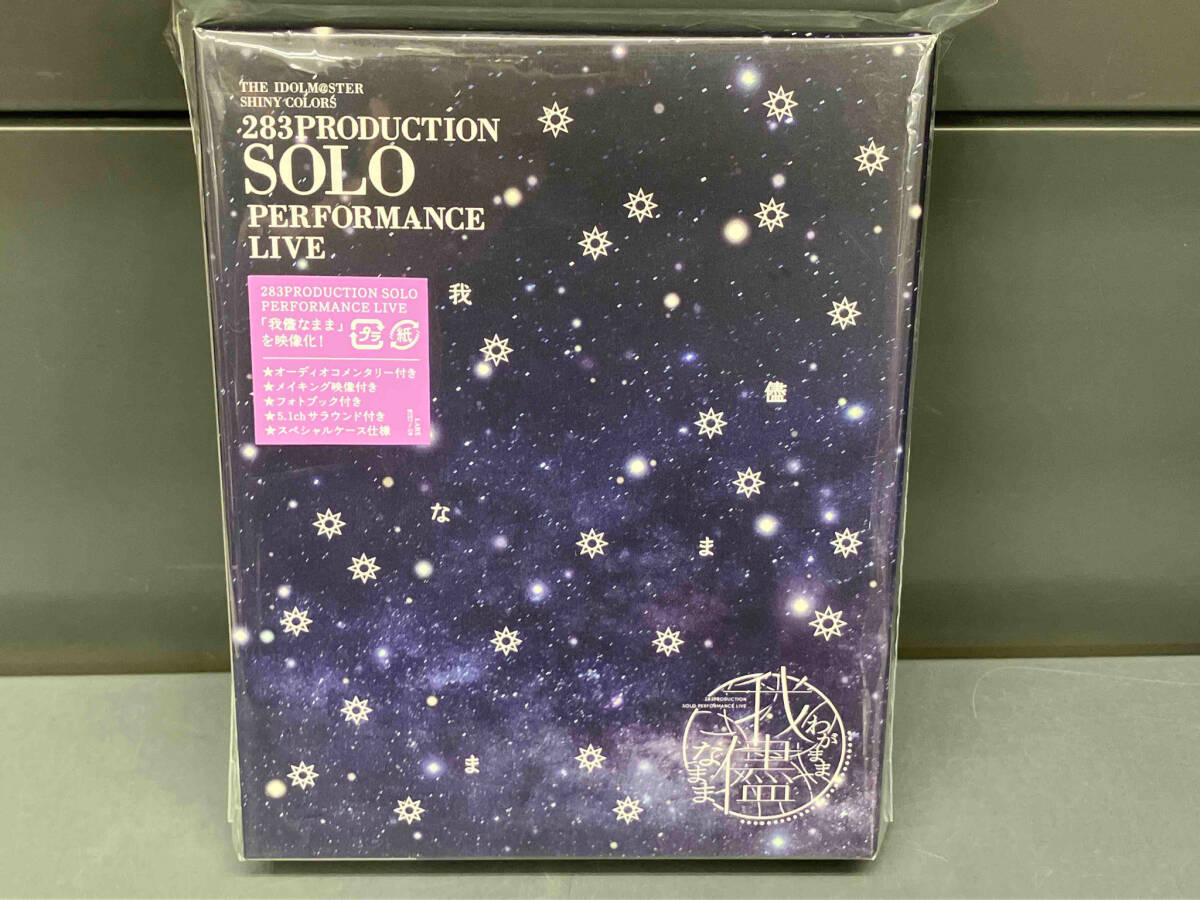 THE IDOLM@STER
SHINY COLORS
283PRODUCTION
SOLO
PERFORMANCE
LIVE
283PRODUCTION SOLO
PERFORMANCE LIVE
「我儘なまま」
を映像化!
プラ
紙
★オーディオコメンタリー付き
★メイキング映像付き
★フォトブック付き
★5.1chサラウンド付き
★スペシャルケース仕様
我
儘
な
ま
ま
283PRODUCTION
SOLO PERFORMANCE LIVE
我儘
なまま
わがまま